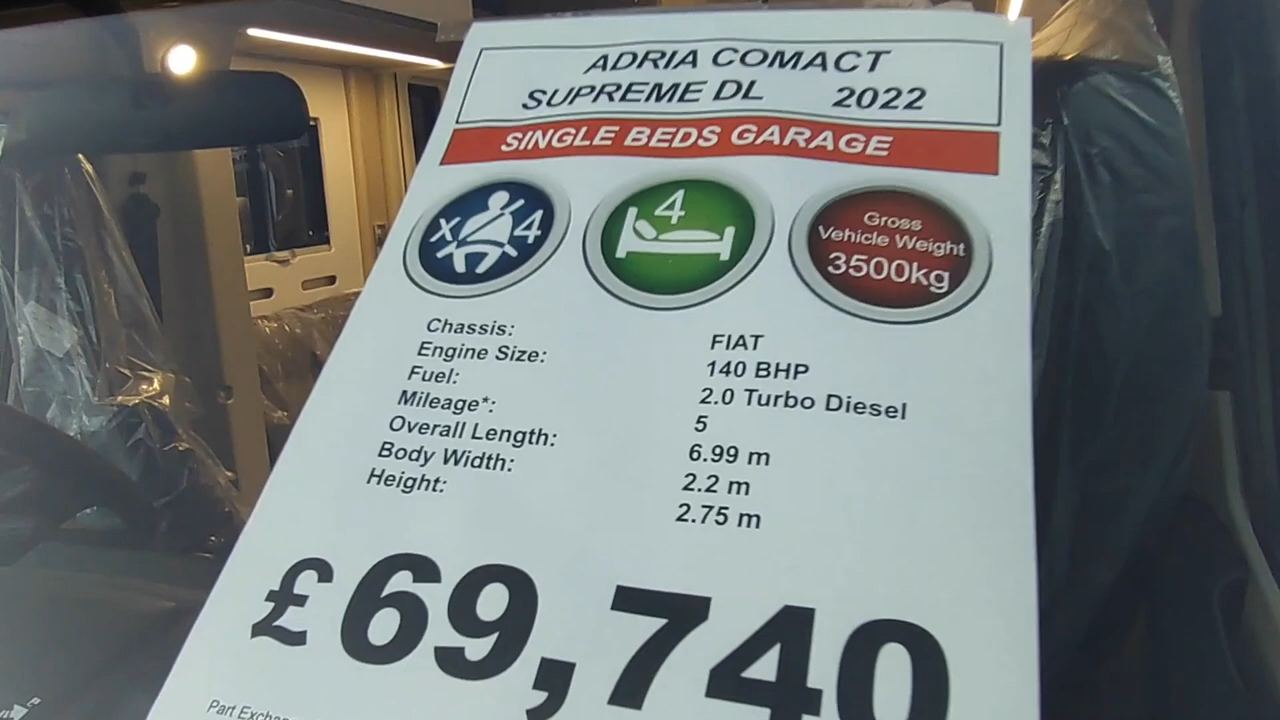 ADRIA COMACT
SUPREME DL 2022
SINGLE BEDS GARAGE
x 4
4
Gross
Vehicle Weight
3500kg
Chassis: FIAT
Engine Size: 140 BHP
Fuel: 2.0 Turbo Diesel
Mileage*: 5
Overall Length: 6.99 m
Body Width: 2.2 m
Height: 2.75 m
£69,740
Part